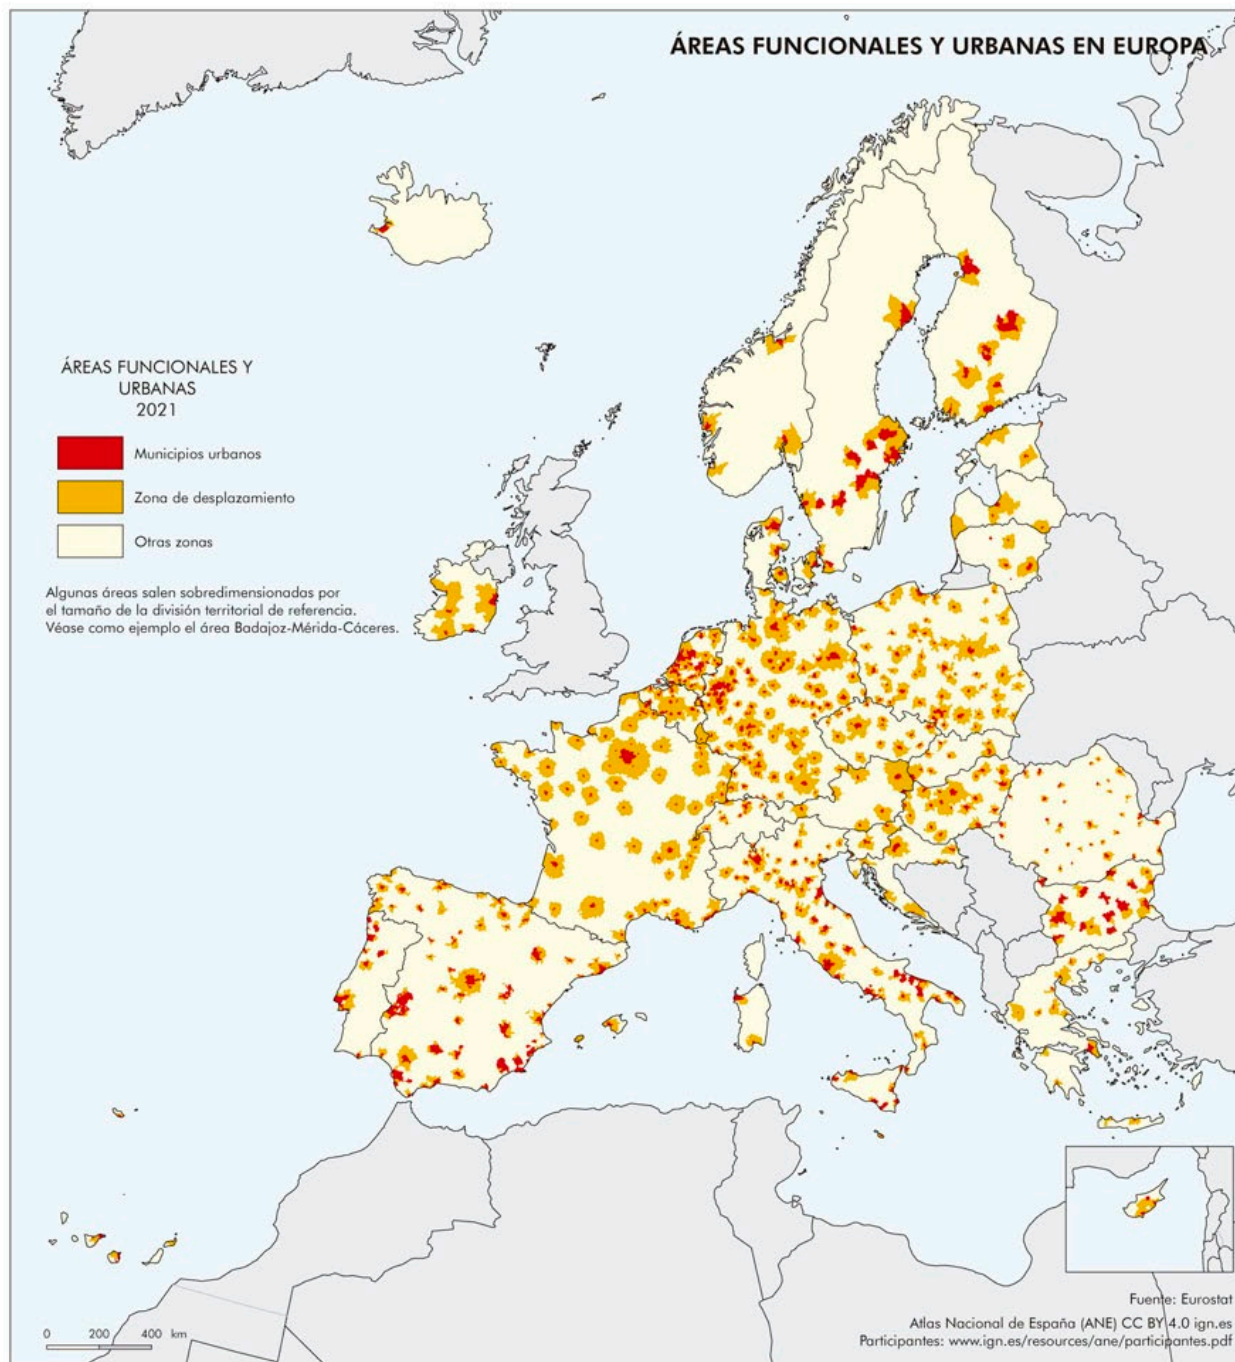 ÁREAS FUNCIONALES Y URBANAS EN EUROPA
ÁREAS FUNCIONALES Y
URBANAS
2021
Municipios urbanos
Zona de desplazamiento
Otras zonas
Algunas áreas salen sobredimensionadas por
el tamaño de la división territorial de referencia.
Véase como ejemplo el área Badajoz-Mérida-Cáceres.
0 200 400 km
Fuente: Eurostat
Atlas Nacional de España (ANE) CC BY 4.0 ign.es
Participantes: www.ign.es/resources/ane/participantes.pdf